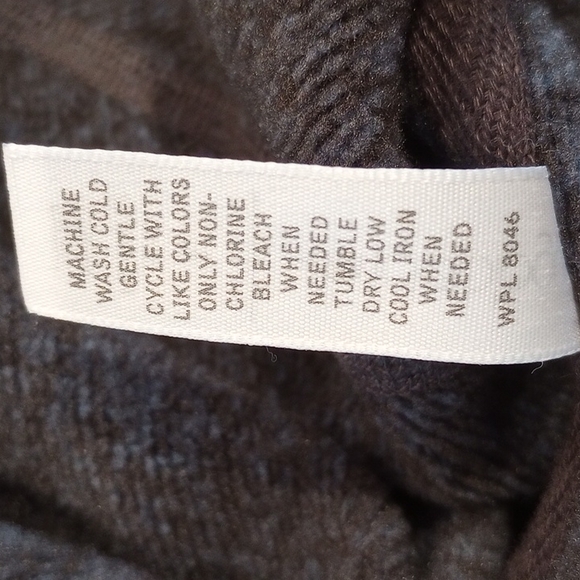 MACHINE
WASH COLD
GENTLE
CYCLE WITH
LIKE COLORS
ONLY NON-
CHLORINE
BLEACH
WHEN
NEEDED
TUMBLE
DRY LOW
COOL IRON
WHEN
NEEDED
WPL 8046